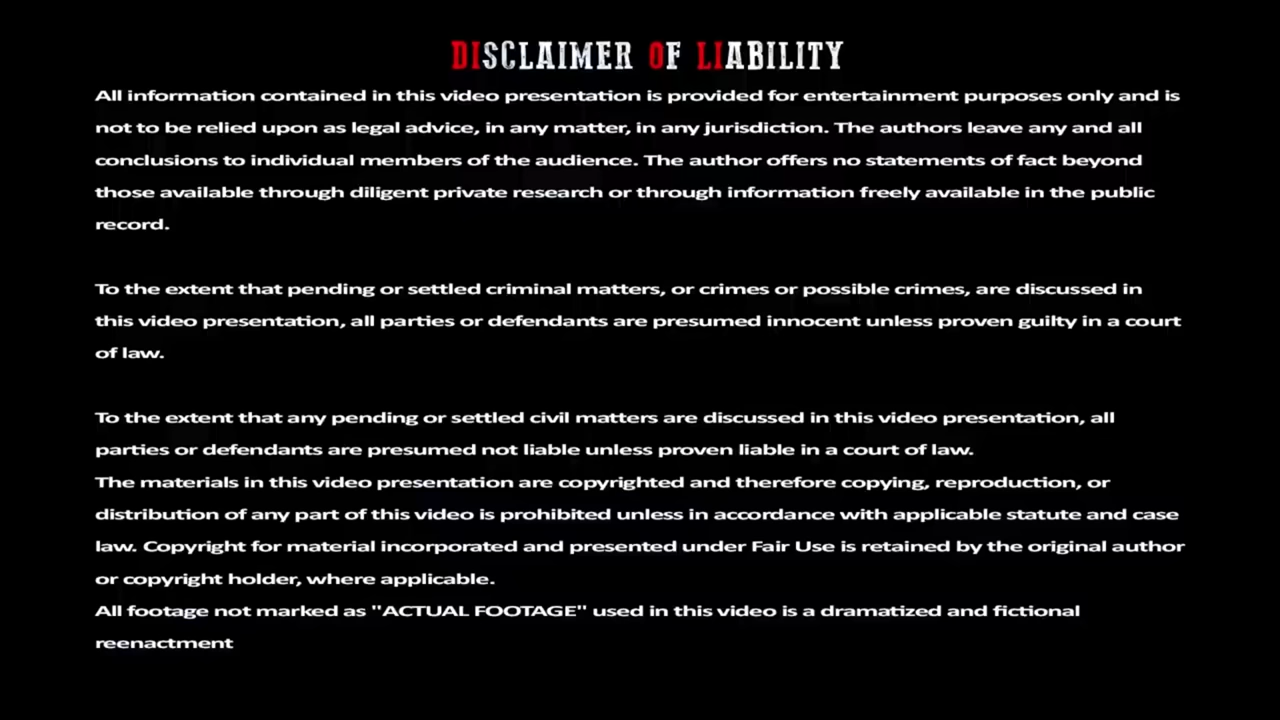 DISCLAIMER OF LIABILITY
All information contained in this video presentation is provided for entertainment purposes only and is
not to be relied upon as legal advice, in any matter, in any jurisdiction. The authors leave any and all
conclusions to individual members of the audience. The author offers no statements of fact beyond
those available through diligent private research or through information freely available in the public
record.
To the extent that pending or settled criminal matters, or crimes or possible crimes, are discussed in
this video presentation, all parties or defendants are presumed innocent unless proven guilty in a court
of law.
To the extent that any pending or settled civil matters are discussed in this video presentation, all
parties or defendants are presumed not liable unless proven liable in a court of law.
The materials in this video presentation are copyrighted and therefore copying, reproduction, or
distribution of any part of this video is prohibited unless in accordance with applicable statute and case
law. Copyright for material incorporated and presented under Fair Use is retained by the original author
or copyright holder, where applicable.
All footage not marked as "ACTUAL FOOTAGE" used in this video is a dramatized and fictional
reenactment